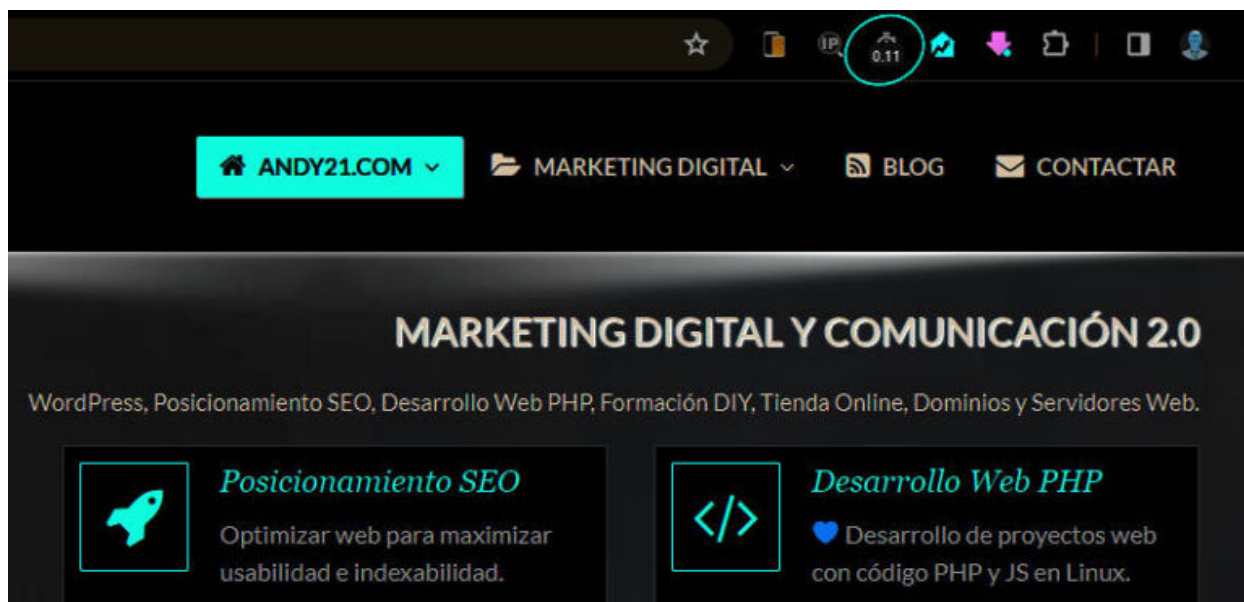 IP
0.11
ANDY21.COM
MARKETING DIGITAL
BLOG
CONTACTAR
MARKETING DIGITAL Y COMUNICACIÓN 2.0
WordPress, Posicionamiento SEO, Desarrollo Web PHP, Formación DIY, Tienda Online, Dominios y Servidores Web.
Posicionamiento SEO
Optimizar web para maximizar
usabilidad e indexabilidad.
Desarrollo Web PHP
💙 Desarrollo de proyectos web
con código PHP y JS en Linux.